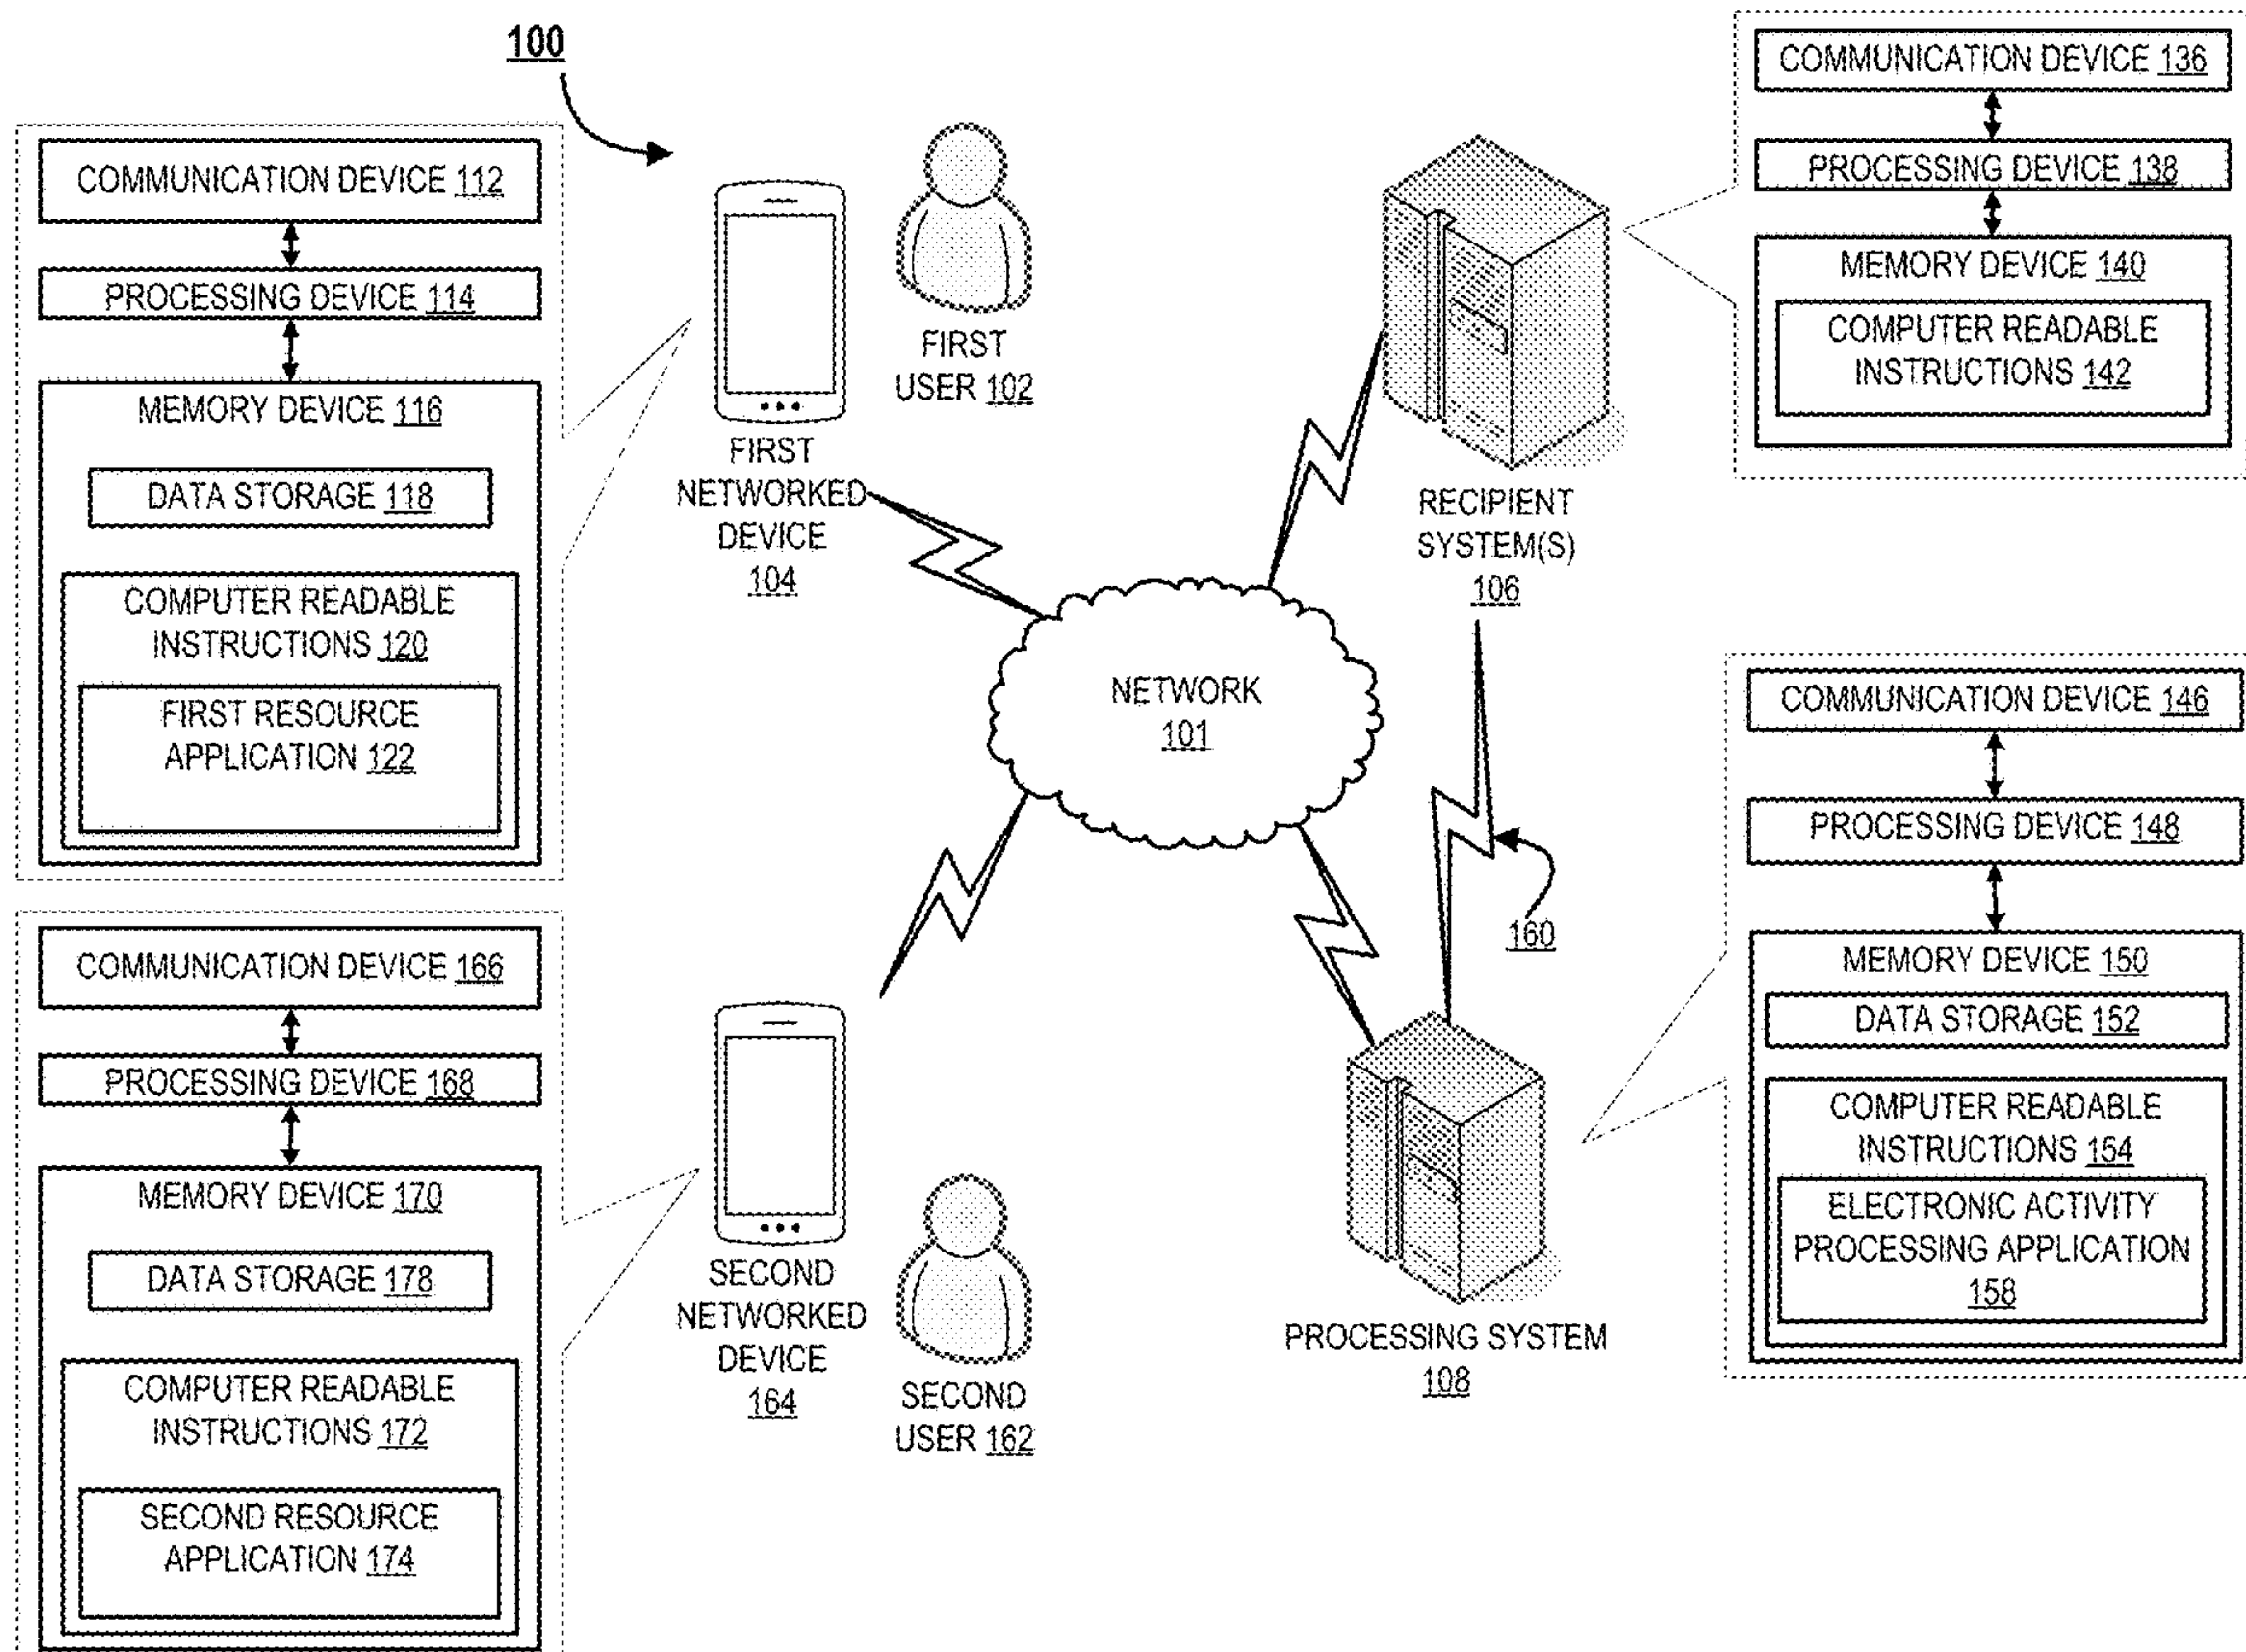 100
COMMUNICATION DEVICE 112
PROCESSING DEVICE 114
MEMORY DEVICE 116
DATA STORAGE 118
COMPUTER READABLE
INSTRUCTIONS 120
FIRST RESOURCE
APPLICATION 122
FIRST
USER 102
FIRST
NETWORKED
DEVICE
104
COMMUNICATION DEVICE 136
PROCESSING DEVICE 138
MEMORY DEVICE 140
COMPUTER READABLE
INSTRUCTIONS 142
RECIPIENT
SYSTEM(S)
106
NETWORK
101
160
COMMUNICATION DEVICE 146
PROCESSING DEVICE 148
MEMORY DEVICE 150
DATA STORAGE 152
COMPUTER READABLE
INSTRUCTIONS 154
ELECTRONIC ACTIVITY
PROCESSING APPLICATION
158
PROCESSING SYSTEM
108
COMMUNICATION DEVICE 166
PROCESSING DEVICE 168
MEMORY DEVICE 170
DATA STORAGE 178
COMPUTER READABLE
INSTRUCTIONS 172
SECOND RESOURCE
APPLICATION 174
SECOND
NETWORKED
DEVICE
164
SECOND
USER 162